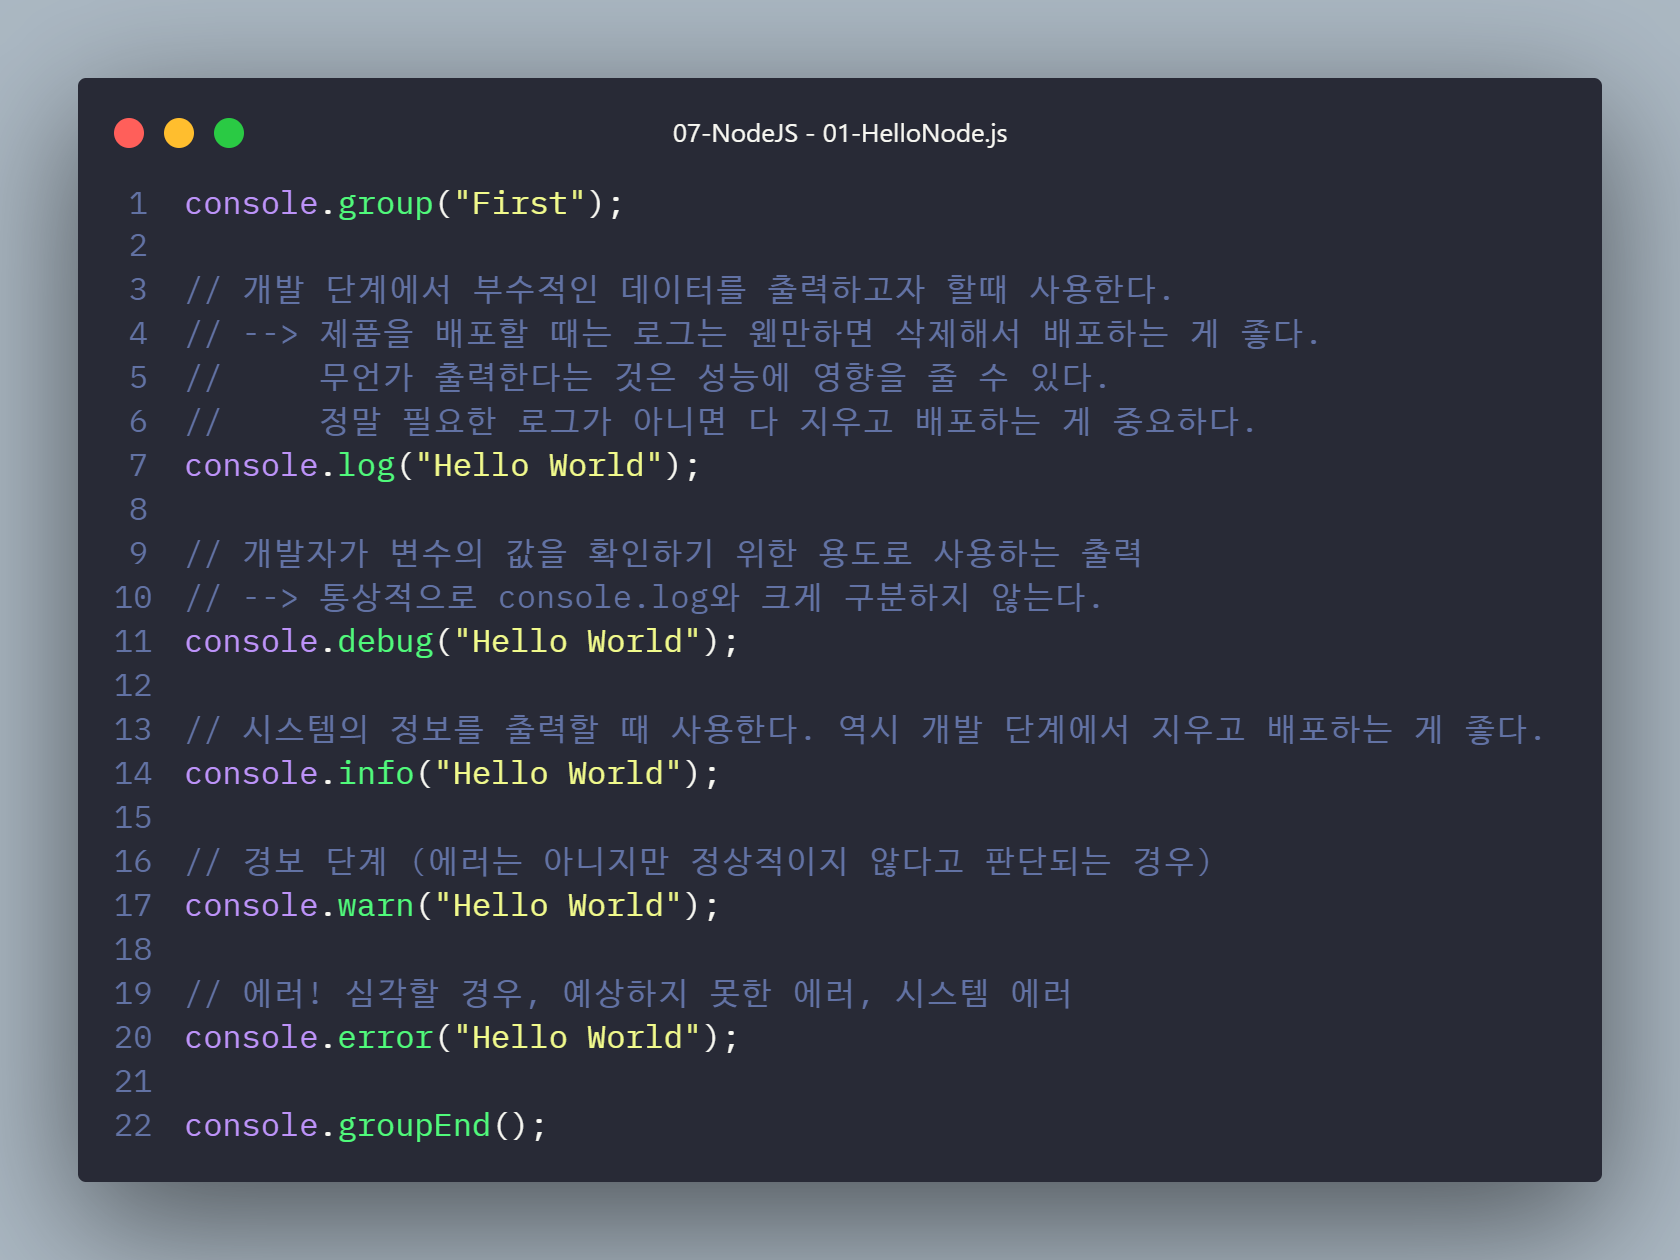 07-NodeJS - 01-HelloNode.js
1 console.group("First");
2
3 // 개발 단계에서 부수적인 데이터를 출력하고자 할때 사용한다.
4 // --> 제품을 배포할 때는 로그는 웬만하면 삭제해서 배포하는 게 좋다.
5 //     무언가 출력한다는 것은 성능에 영향을 줄 수 있다.
6 //     정말 필요한 로그가 아니면 다 지우고 배포하는 게 중요하다.
7 console.log("Hello World");
8
9 // 개발자가 변수의 값을 확인하기 위한 용도로 사용하는 출력
10 // --> 통상적으로 console.log와 크게 구분하지 않는다.
11 console.debug("Hello World");
12
13 // 시스템의 정보를 출력할 때 사용한다. 역시 개발 단계에서 지우고 배포하는 게 좋다.
14 console.info("Hello World");
15
16 // 경보 단계 (에러는 아니지만 정상적이지 않다고 판단되는 경우)
17 console.warn("Hello World");
18
19 // 에러! 심각할 경우, 예상하지 못한 에러, 시스템 에러
20 console.error("Hello World");
21
22 console.groupEnd();